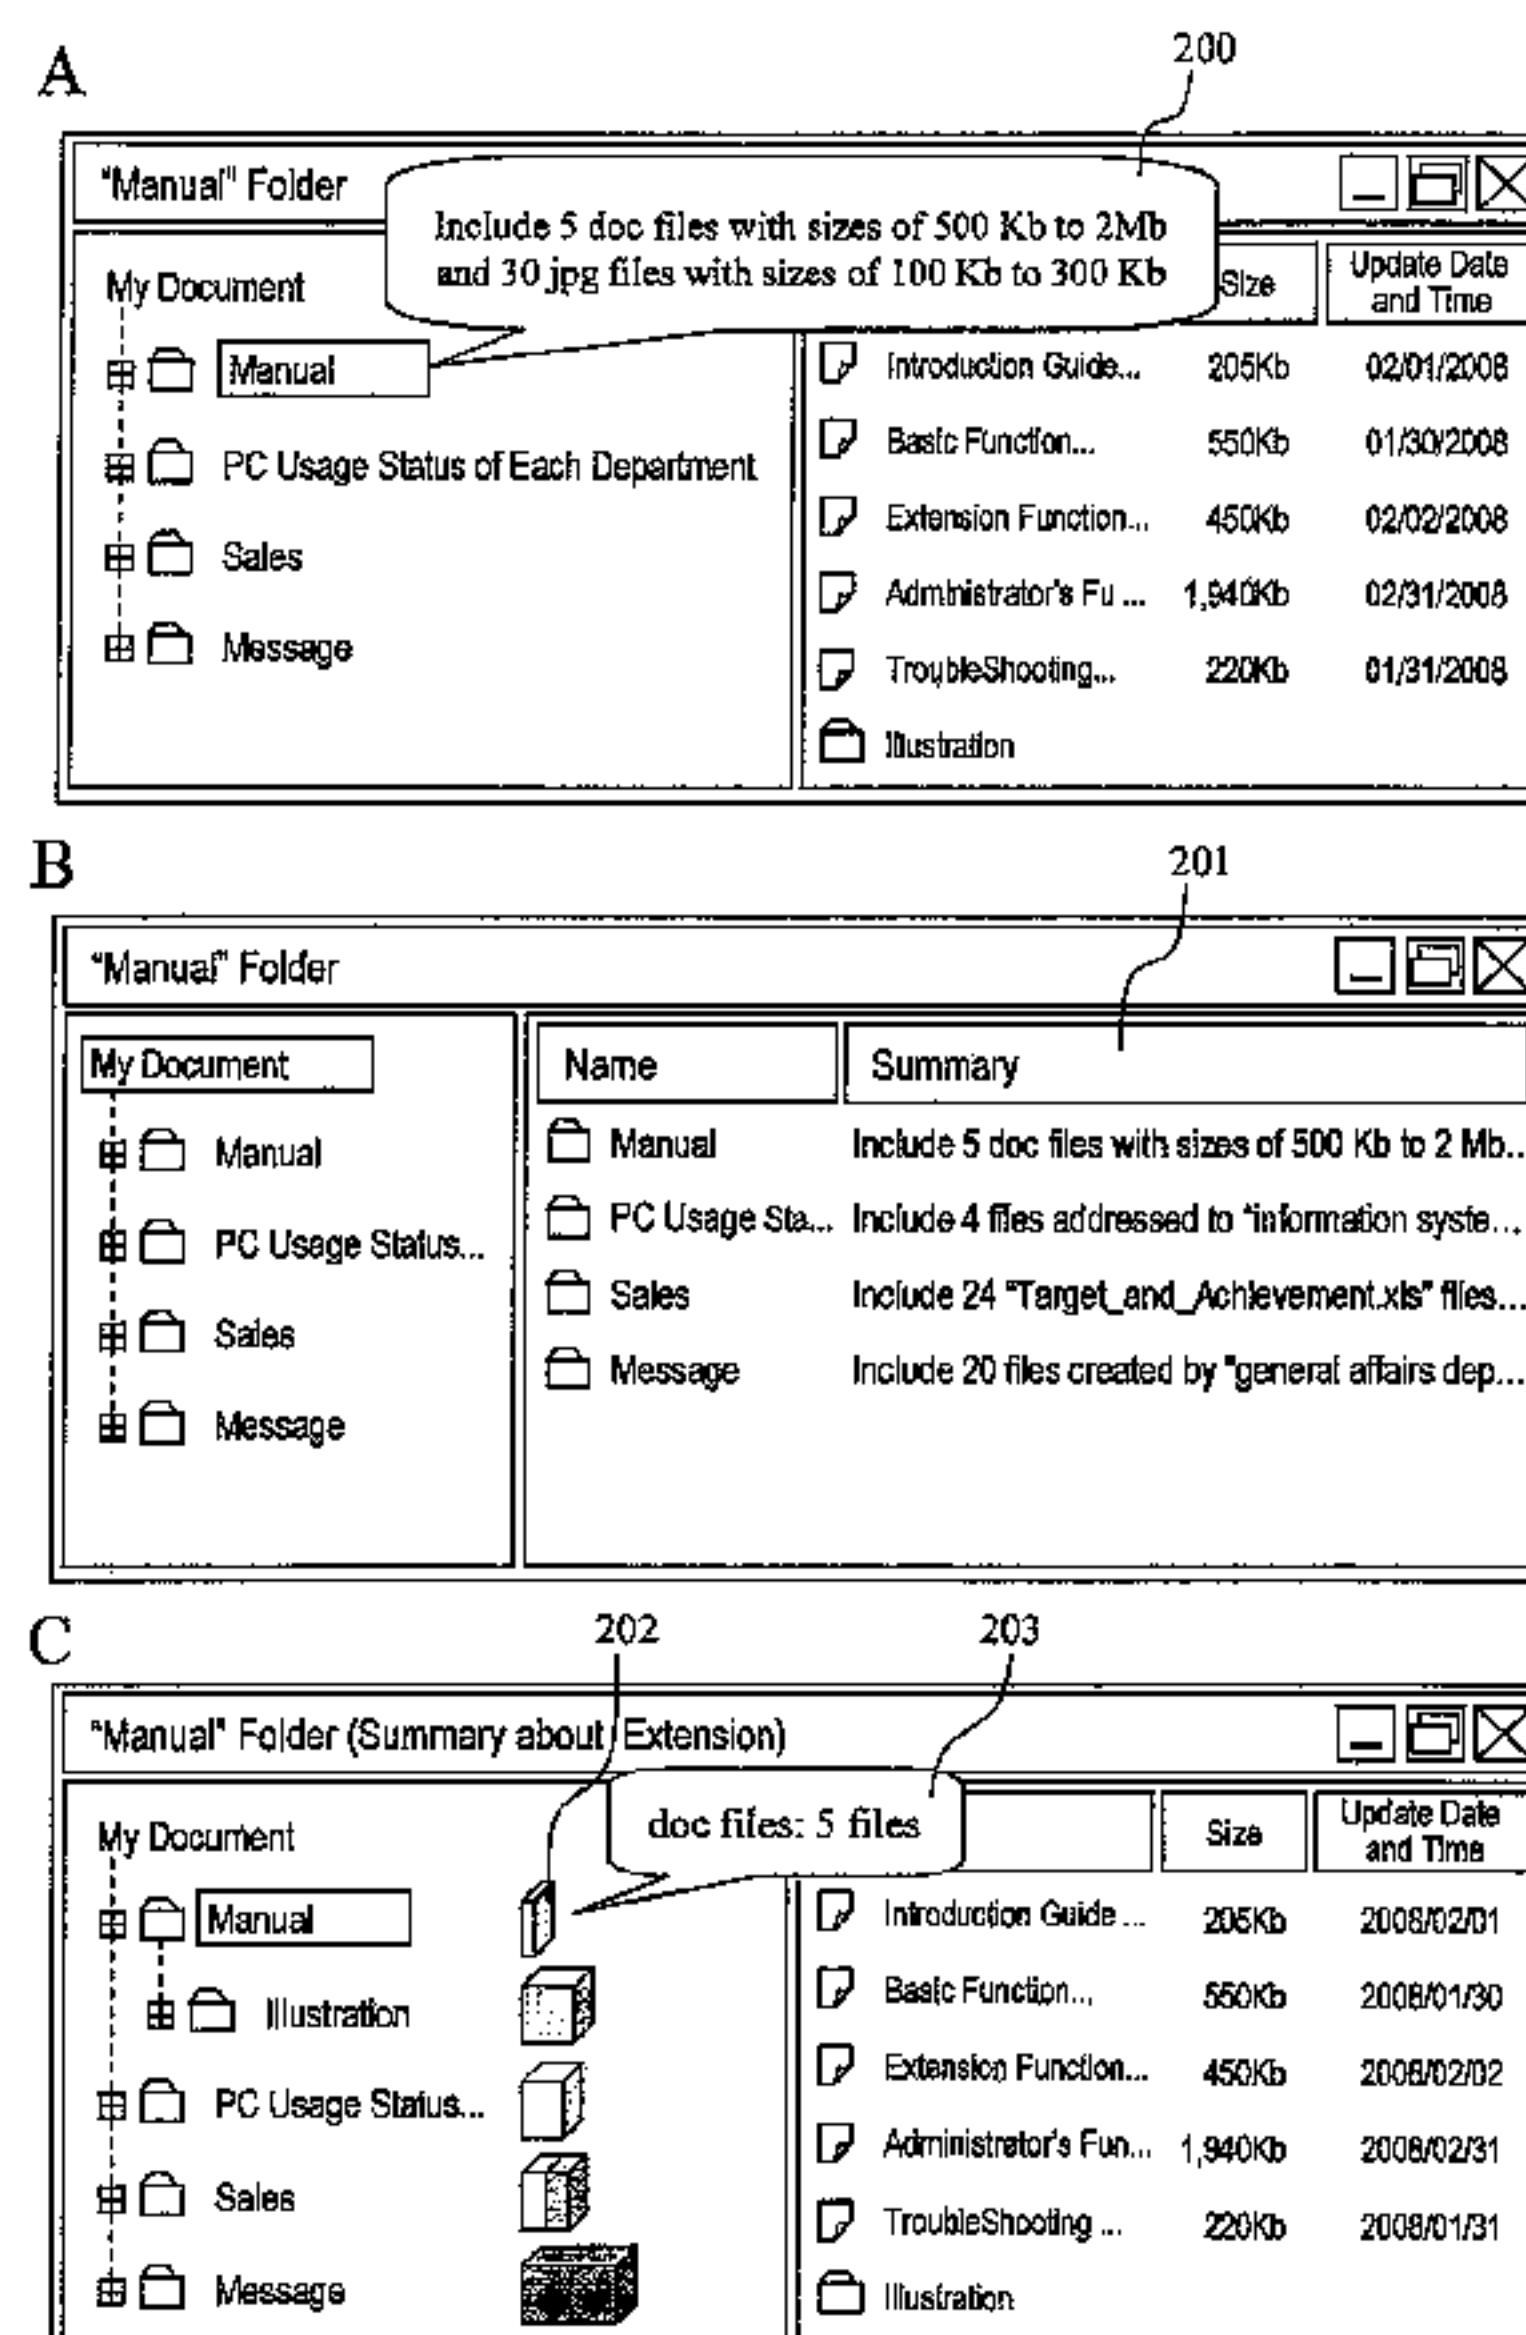 A
200
"Manual" Folder
Include 5 doc files with sizes of 500 Kb to 2Mb
and 30 jpg files with sizes of 100 Kb to 300 Kb
Size
Update Date
and Time
My Document
Manual
PC Usage Status of Each Department
Sales
Message
Introduction Guide... 205Kb 02/01/2008
Basic Function... 550Kb 01/30/2008
Extension Function... 450Kb 02/02/2008
Administrator's Fu ... 1,940Kb 02/31/2008
TroubleShooting... 220Kb 01/31/2008
Illustration
B
201
"Manual" Folder
My Document
Manual
PC Usage Status...
Sales
Message
Name Summary
Manual Include 5 doc files with sizes of 500 Kb to 2 Mb...
PC Usage Sta... Include 4 files addressed to "information syste...
Sales Include 24 "Target_and_Achievement.xls" files...
Message Include 20 files created by "general affairs dep...
C
202 203
"Manual" Folder (Summary about Extension)
doc files: 5 files
Size
Update Date
and Time
My Document
Manual
Illustration
PC Usage Status...
Sales
Message
Introduction Guide ... 205Kb 2008/02/01
Basic Function... 550Kb 2008/01/30
Extension Function... 450Kb 2008/02/02
Administrator's Fun... 1,940Kb 2008/02/31
TroubleShooting ... 220Kb 2008/01/31
Illustration